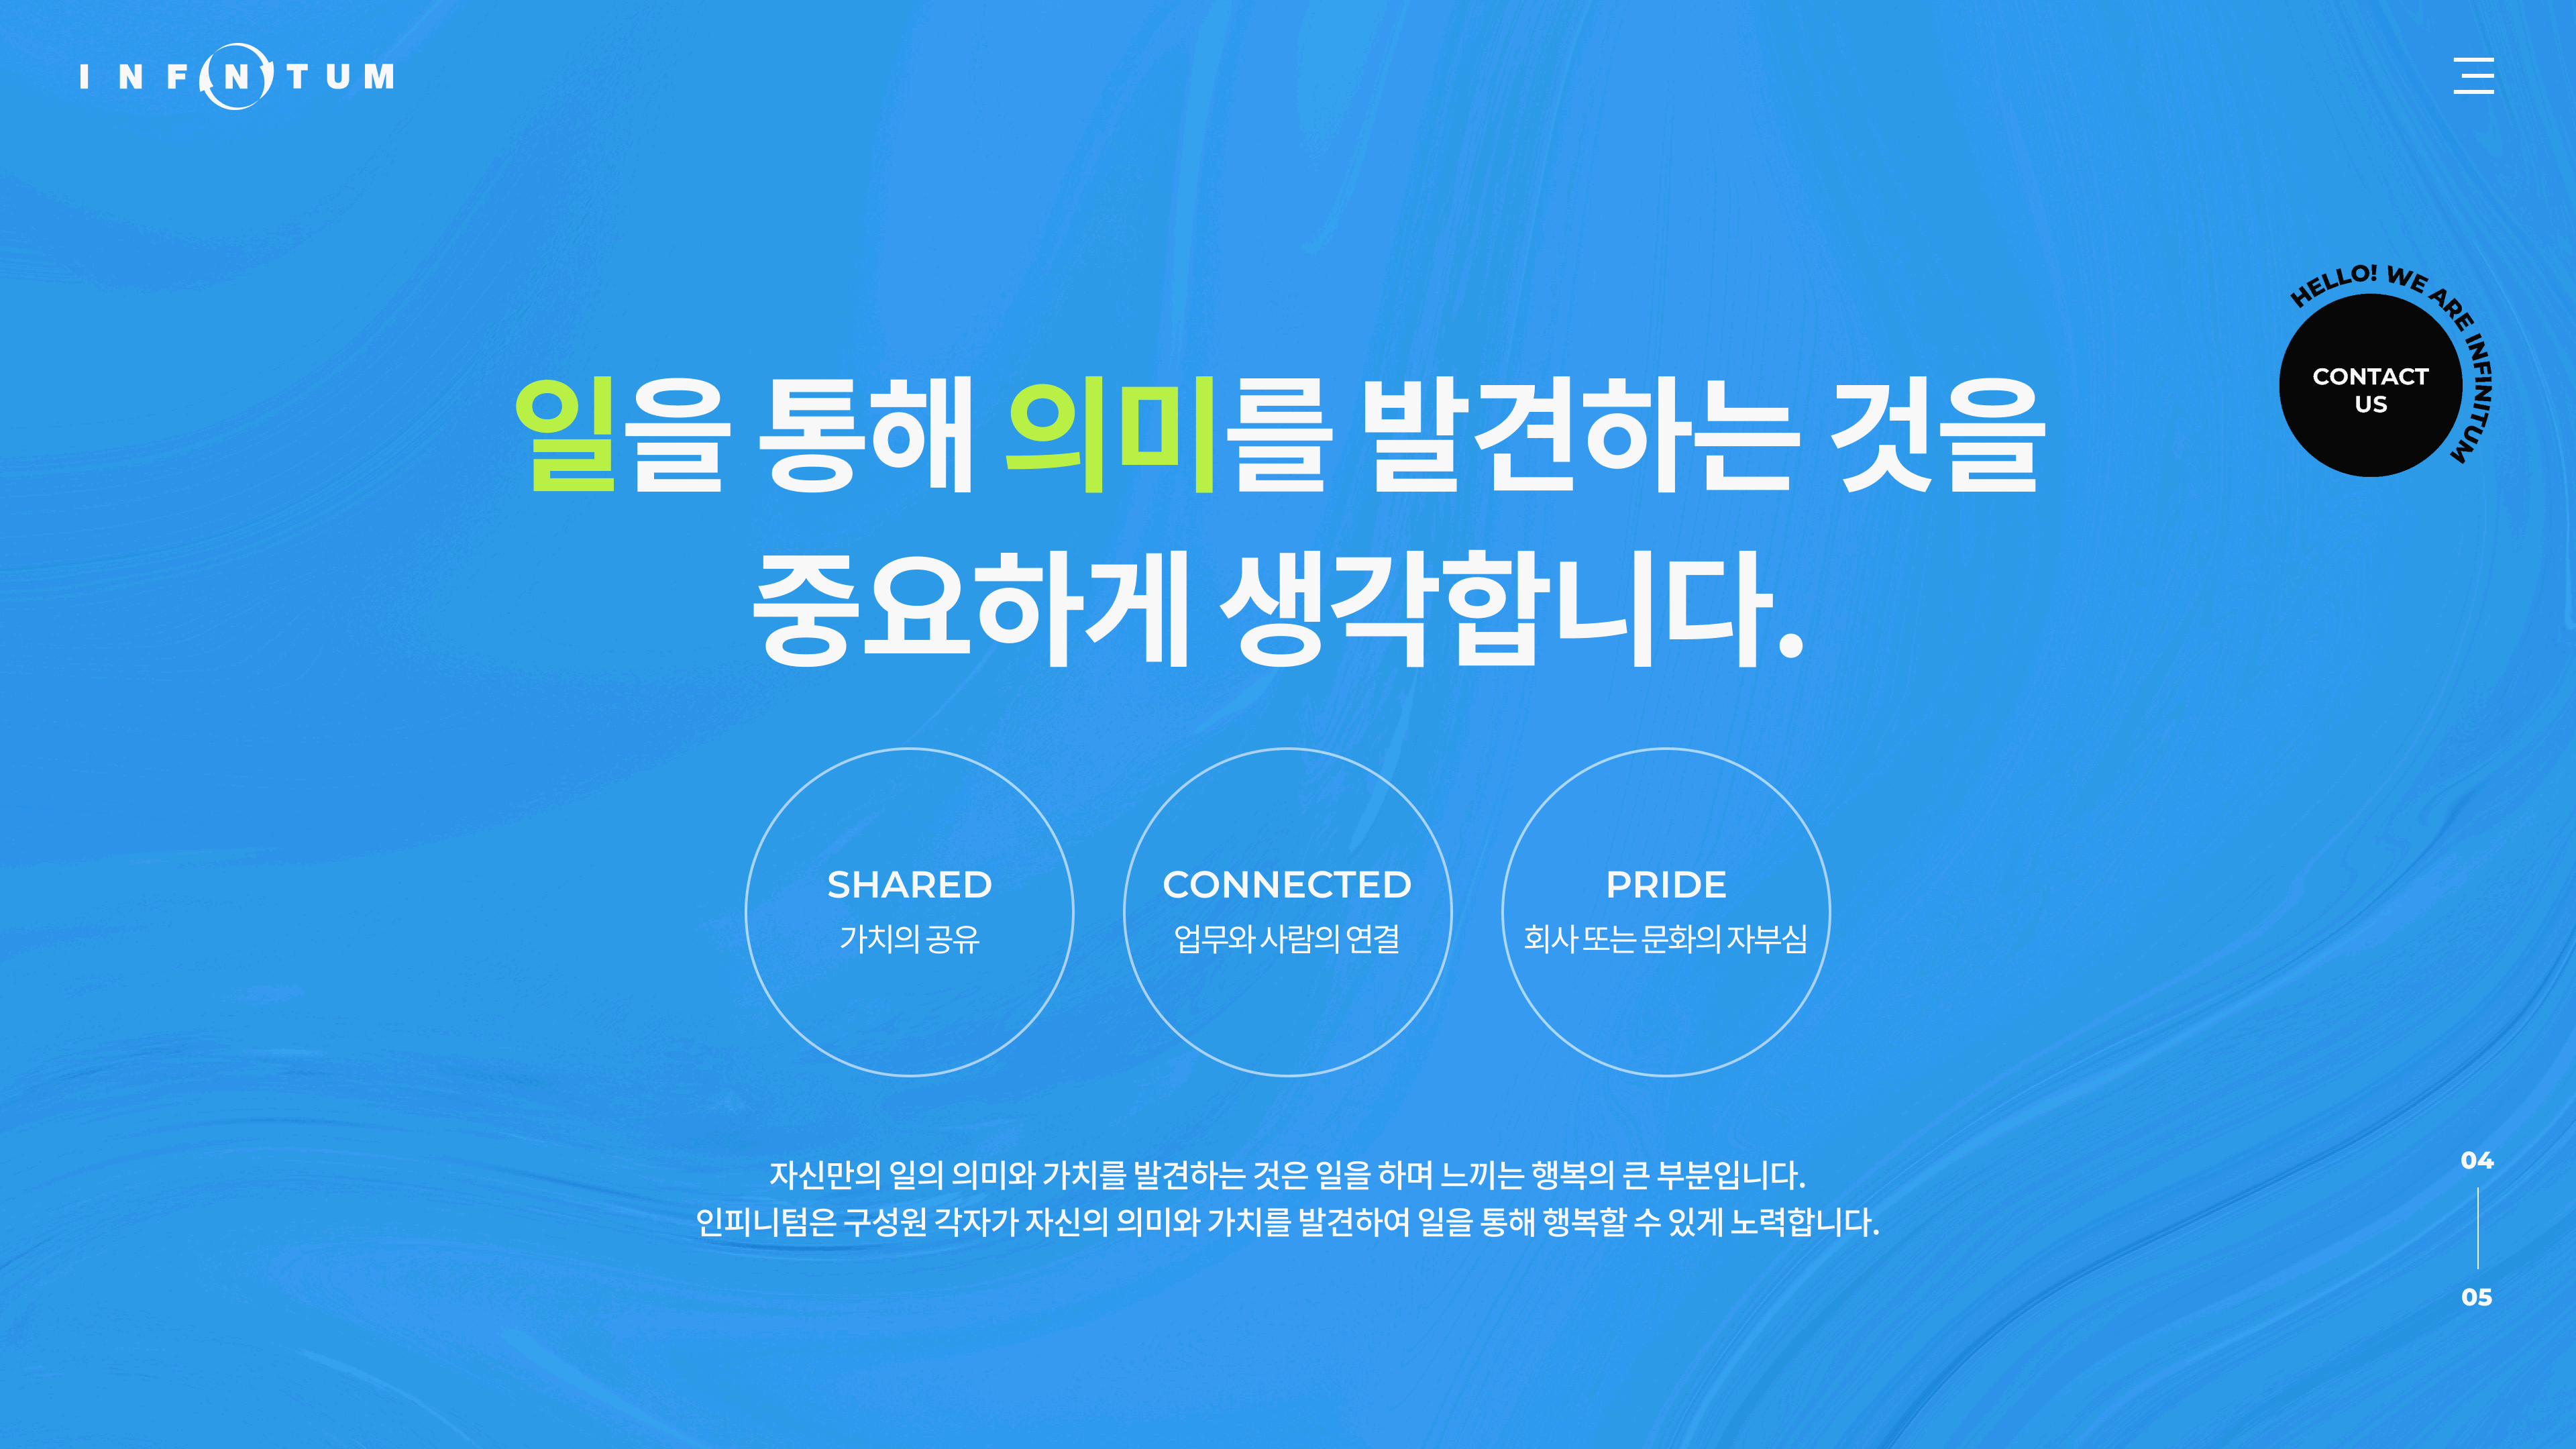 INFINITUM
HELLO! WE ARE INFINITUM
CONTACT
US
일을 통해 의미를 발견하는 것을
중요하게 생각합니다.
SHARED
가치의 공유
CONNECTED
업무와 사람의 연결
PRIDE
회사 또는 문화의 자부심
자신만의 일의 의미와 가치를 발견하는 것은 일을 하며 느끼는 행복의 큰 부분입니다.
인피니텀은 구성원 각자가 자신의 의미와 가치를 발견하여 일을 통해 행복할 수 있게 노력합니다.
04
05